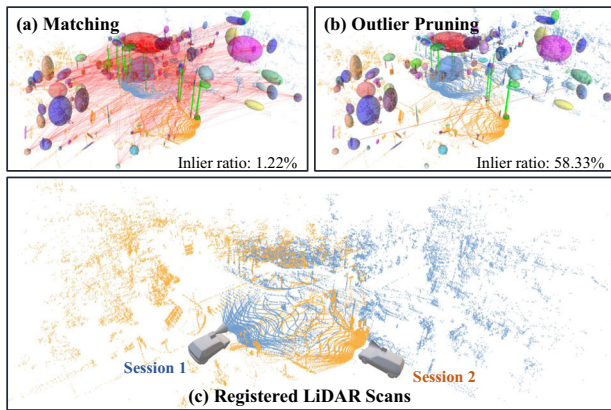 (a) Matching
Inlier ratio: 1.22%
(b) Outlier Pruning
Inlier ratio: 58.33%
Session 1
Session 2
(c) Registered LiDAR Scans